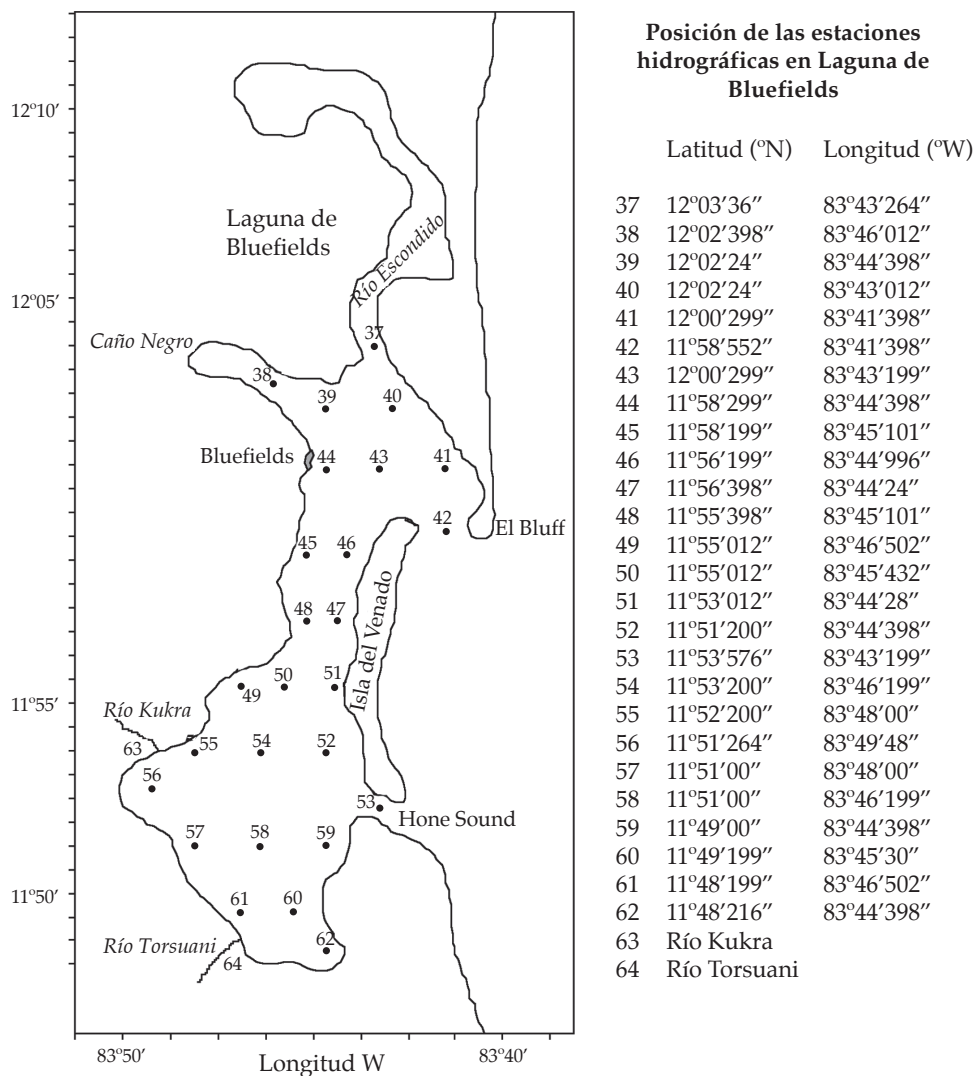 Posición de las estaciones
hidrográficas en Laguna de
Bluefields
Latitud (ºN) Longitud (ºW)
37 12º03’36” 83º43’264”
38 12º02’398” 83º46’012”
39 12º02’24” 83º44’398”
40 12º02’24” 83º43’012”
41 12º00’299” 83º41’398”
42 11º58’552” 83º41’398”
43 12º00’299” 83º43’199”
44 11º58’299” 83º44’398”
45 11º58’199” 83º45’101”
46 11º56’199” 83º44’996”
47 11º56’398” 83º44’24”
48 11º55’398” 83º45’101”
49 11º55’012” 83º46’502”
50 11º55’012” 83º45’432”
51 11º53’012” 83º44’28”
52 11º51’200” 83º44’398”
53 11º53’576” 83º43’199”
54 11º53’200” 83º46’199”
55 11º52’200” 83º48’00”
56 11º51’264” 83º49’48”
57 11º51’00” 83º48’00”
58 11º51’00” 83º46’199”
59 11º49’00” 83º44’398”
60 11º49’199” 83º45’30”
61 11º48’199” 83º46’502”
62 11º48’216” 83º44’398”
63 Río Kukra
64 Río Torsuani
12º10’
Laguna de
Bluefields
Río Escondido
12º05’
37
Caño Negro
38
39 40
Bluefields
44 43 41
42
El Bluff
45 46
Isla del Venado
48 47
49 50 51
11º55’
Río Kukra
63 55 54 52
56
53
Hone Sound
57 58 59
11º50’
61 60
Río Torsuani
62
64
83º50’ 83º40’
Longitud W